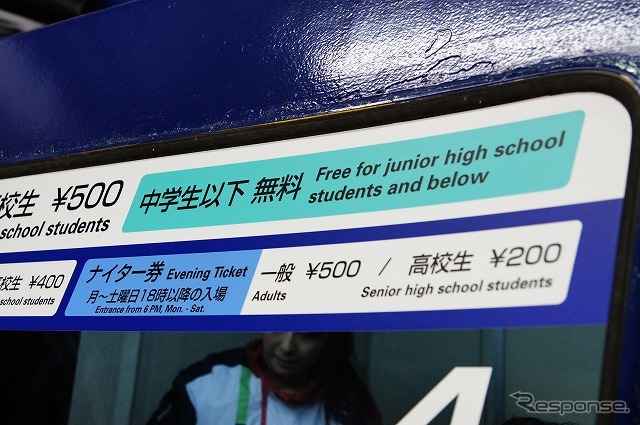 校生 ¥500
school students
中学生以下 無料
Free for junior high school
students and below
高校生 ¥400
school students
ナイター券 Evening Ticket
月～土曜日18時以降の入場
Entrance from 6 PM, Mon. - Sat.
一般 ¥500 / 高校生 ¥200
Adults
Senior high school students
4
Response.